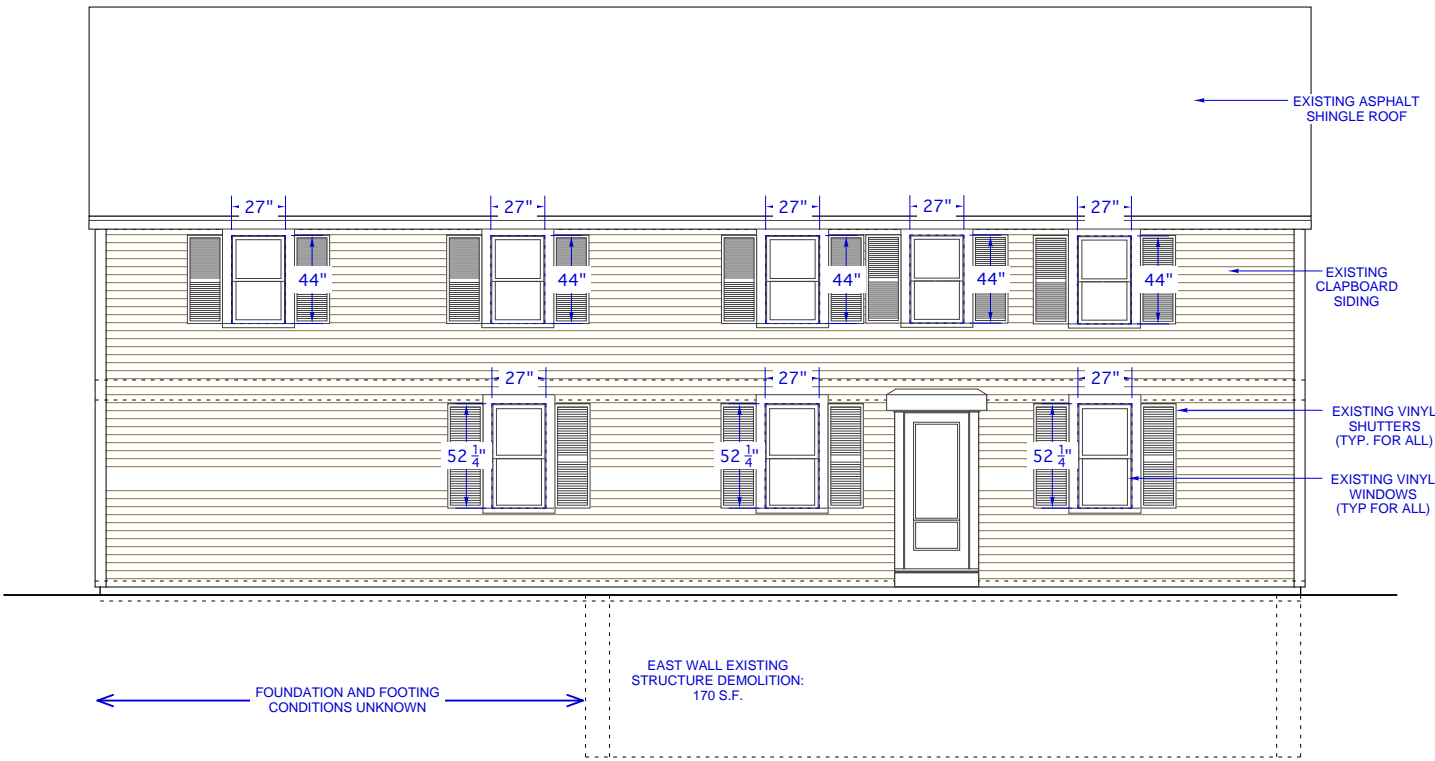 EXISTING ASPHALT
SHINGLE ROOF
27"
27"
27"
27"
27"
44"
44"
44"
44"
44"
EXISTING
CLAPBOARD
SIDING
27"
27"
27"
EXISTING VINYL
SHUTTERS
(TYP. FOR ALL)
52 1/4"
52 1/4"
52 1/4"
EXISTING VINYL
WINDOWS
(TYP FOR ALL)
EAST WALL EXISTING
STRUCTURE DEMOLITION:
170 S.F.
FOUNDATION AND FOOTING
CONDITIONS UNKNOWN